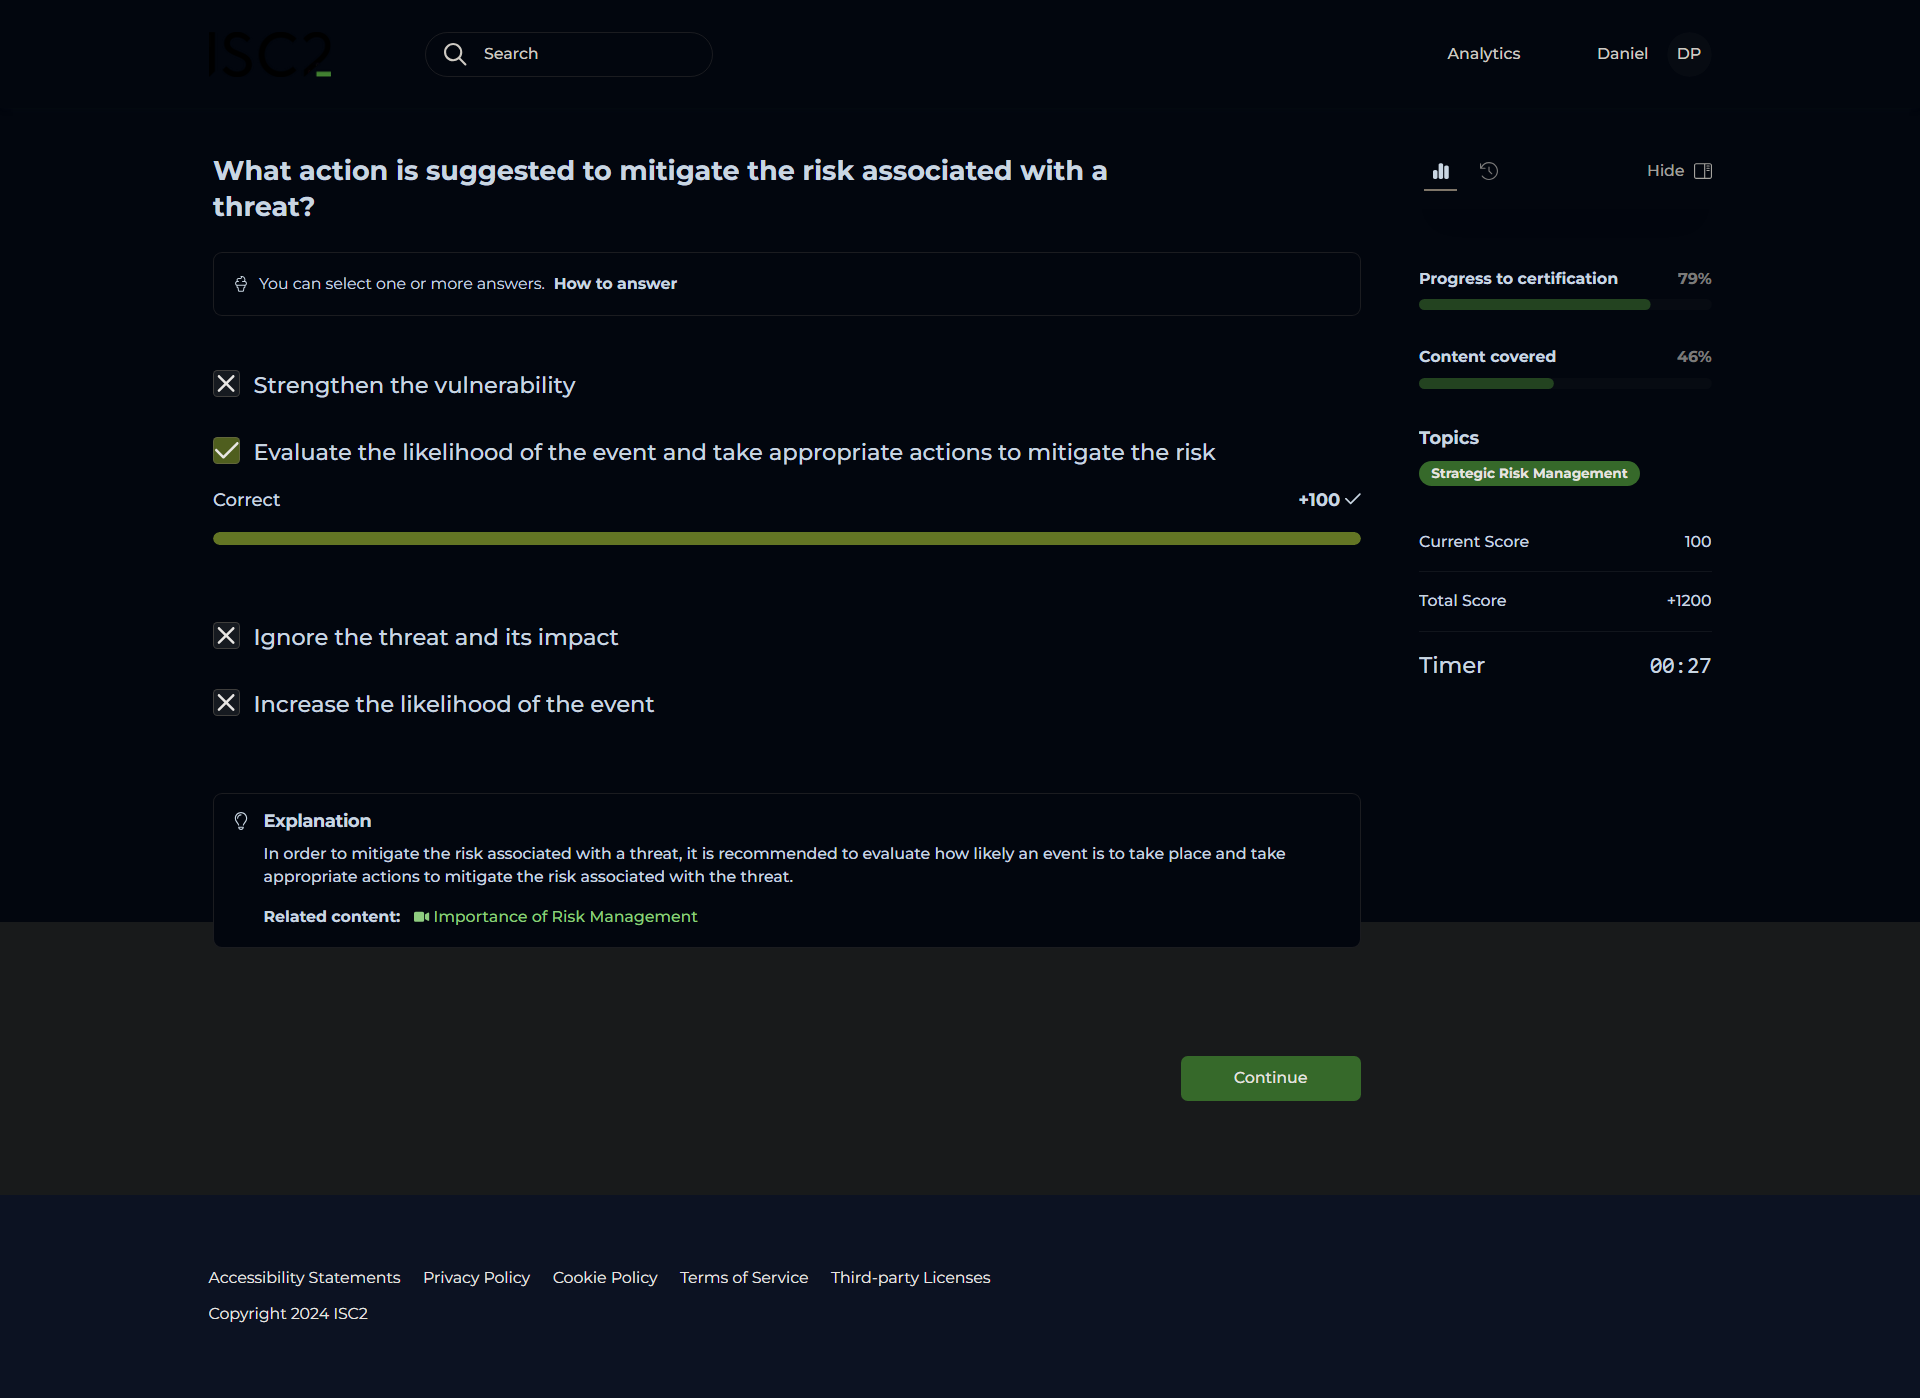 ISC2
Search
Analytics
Daniel
DP
What action is suggested to mitigate the risk associated with a
threat?
You can select one or more answers. How to answer
Strengthen the vulnerability
Evaluate the likelihood of the event and take appropriate actions to mitigate the risk
Correct
+100
Ignore the threat and its impact
Increase the likelihood of the event
Explanation
In order to mitigate the risk associated with a threat, it is recommended to evaluate how likely an event is to take place and take
appropriate actions to mitigate the risk associated with the threat.
Related content: Importance of Risk Management
Continue
Hide
Progress to certification 79%
Content covered 46%
Topics
Strategic Risk Management
Current Score 100
Total Score +1200
Timer 00:27
Accessibility Statements Privacy Policy Cookie Policy Terms of Service Third-party Licenses
Copyright 2024 ISC2